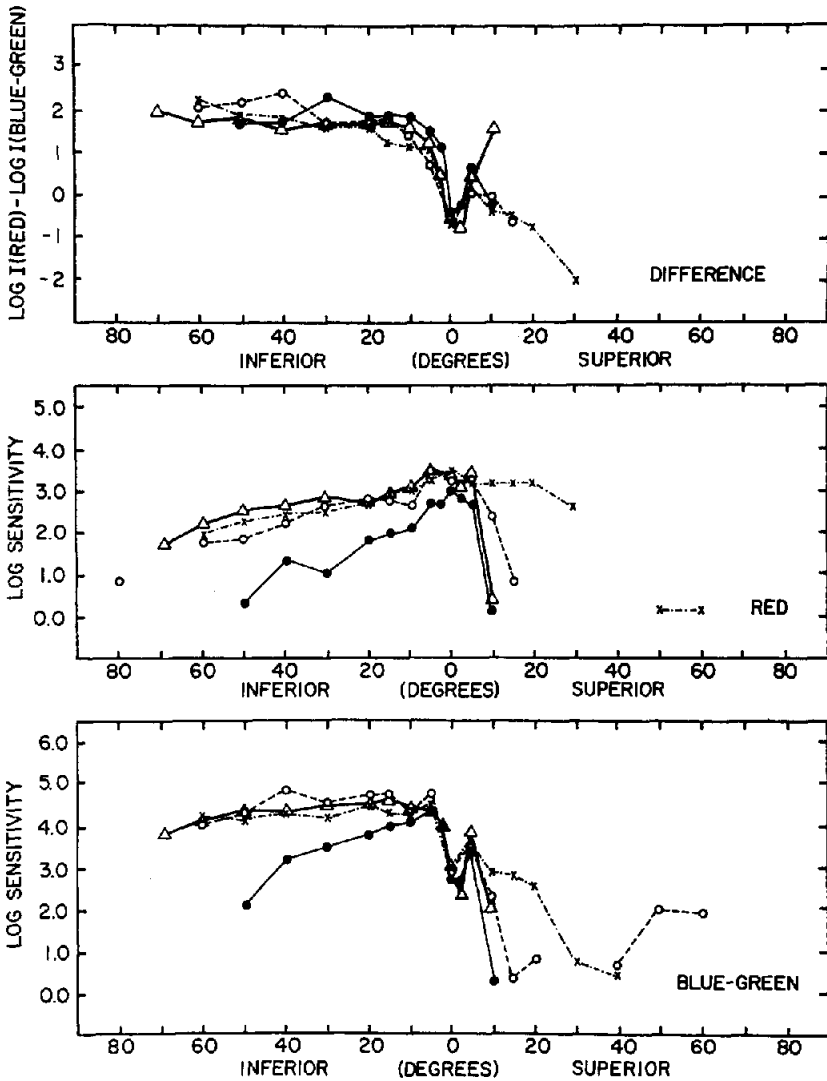 LOG I(RED)-LOG I(BLUE-GREEN)
3
2
1
0
-1
-2
DIFFERENCE
80 60 40 20 0 20 40 60 80
INFERIOR (DEGREES) SUPERIOR
LOG SENSITIVITY
5.0
4.0
3.0
2.0
1.0
0.0
RED
80 60 40 20 0 20 40 60 80
INFERIOR (DEGREES) SUPERIOR
LOG SENSITIVITY
6.0
5.0
4.0
3.0
2.0
1.0
0.0
BLUE-GREEN
80 60 40 20 0 20 40 60 80
INFERIOR (DEGREES) SUPERIOR